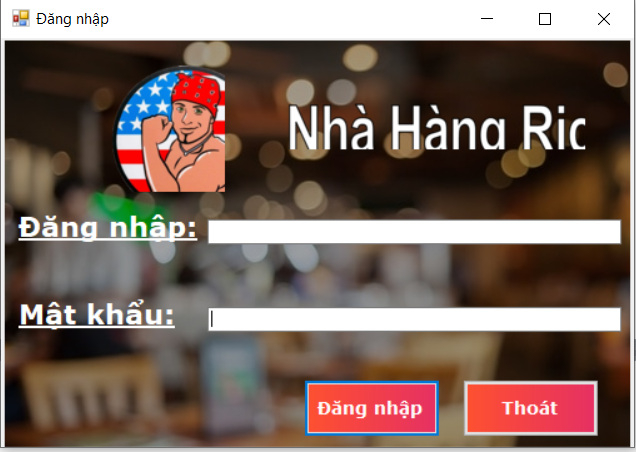 Đăng nhập
Nhà Hàng Ric
Đăng nhập:
Mật khẩu:
Đăng nhập
Thoát